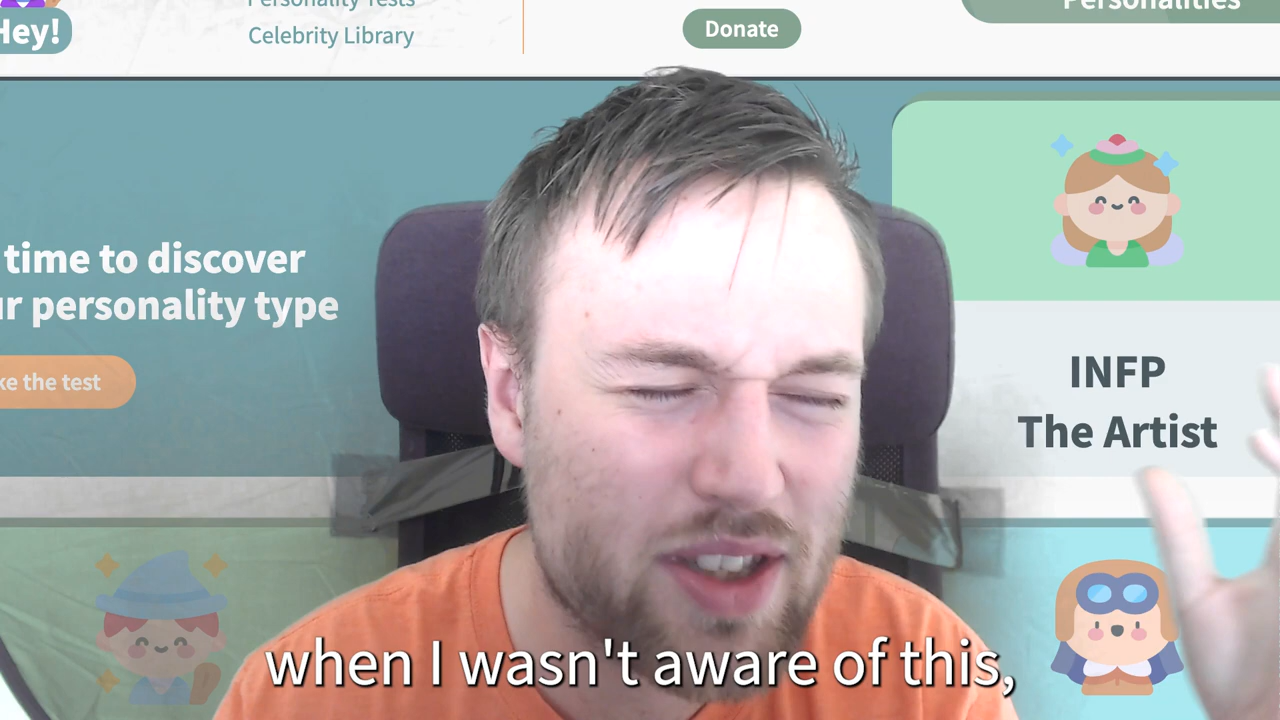 Personality Tests
Personalities
Hey!
Celebrity Library
Donate
time to discover
ur personality type
ke the test
INFP
The Artist
when I wasn't aware of this,